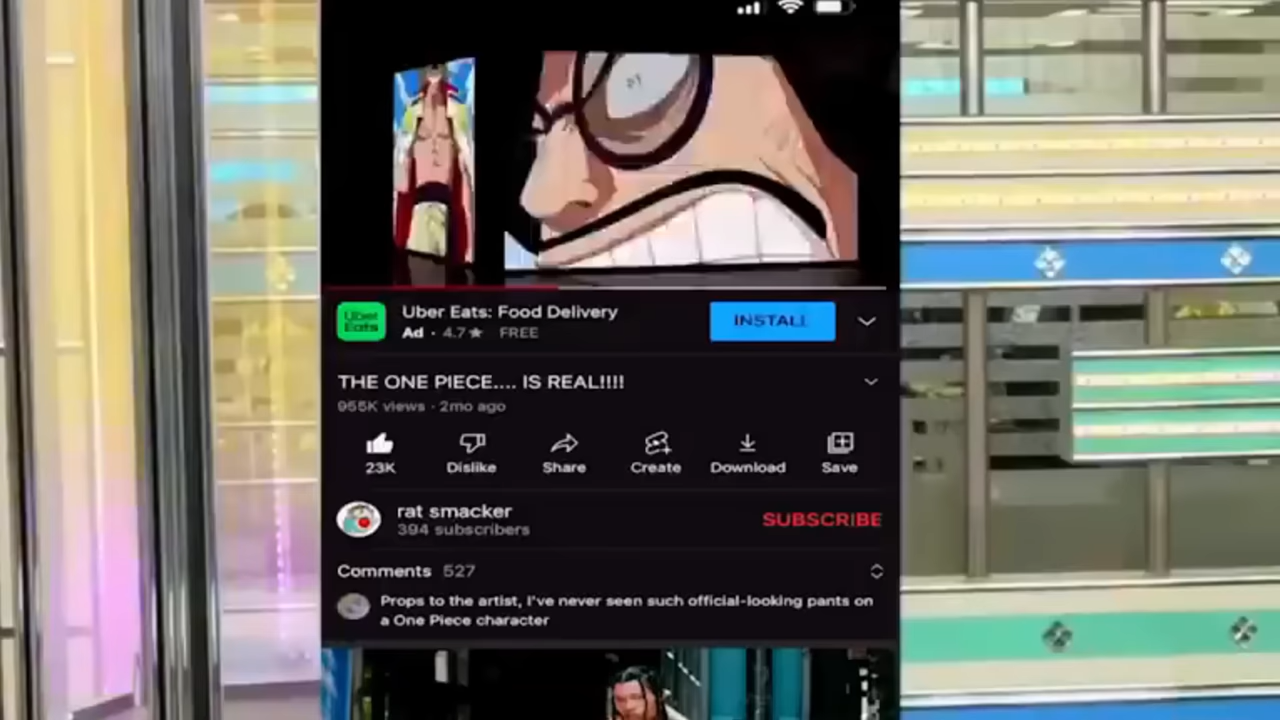 Uber Eats: Food Delivery
Uber
Eats
Ad · 4.7★ FREE
INSTALL
THE ONE PIECE.... IS REAL!!!!
955K views · 2mo ago
23K
Dislike
Share
Create
Download
Save
rat smacker
394 subscribers
SUBSCRIBE
Comments 527
Props to the artist, I've never seen such official-looking pants on
a One Piece character